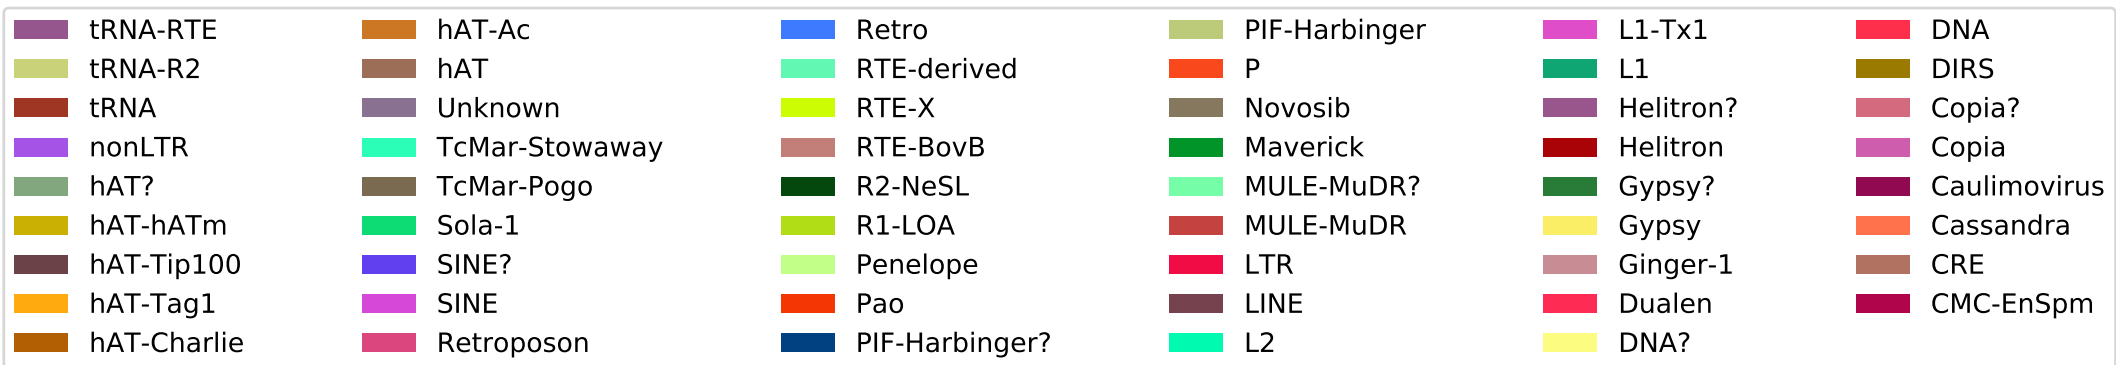 tRNA-RTE
tRNA-R2
tRNA
nonLTR
hAT?
hAT-hATm
hAT-Tip100
hAT-Tag1
hAT-Charlie
hAT-Ac
hAT
Unknown
TcMar-Stowaway
TcMar-Pogo
Sola-1
SINE?
SINE
Retroposon
Retro
RTE-derived
RTE-X
RTE-BovB
R2-NeSL
R1-LOA
Penelope
Pao
PIF-Harbinger?
PIF-Harbinger
P
Novosib
Maverick
MULE-MuDR?
MULE-MuDR
LTR
LINE
L2
L1-Tx1
L1
Helitron?
Helitron
Gypsy?
Gypsy
Ginger-1
Dualen
DNA?
DNA
DIRS
Copia?
Copia
Caulimovirus
Cassandra
CRE
CMC-EnSpm